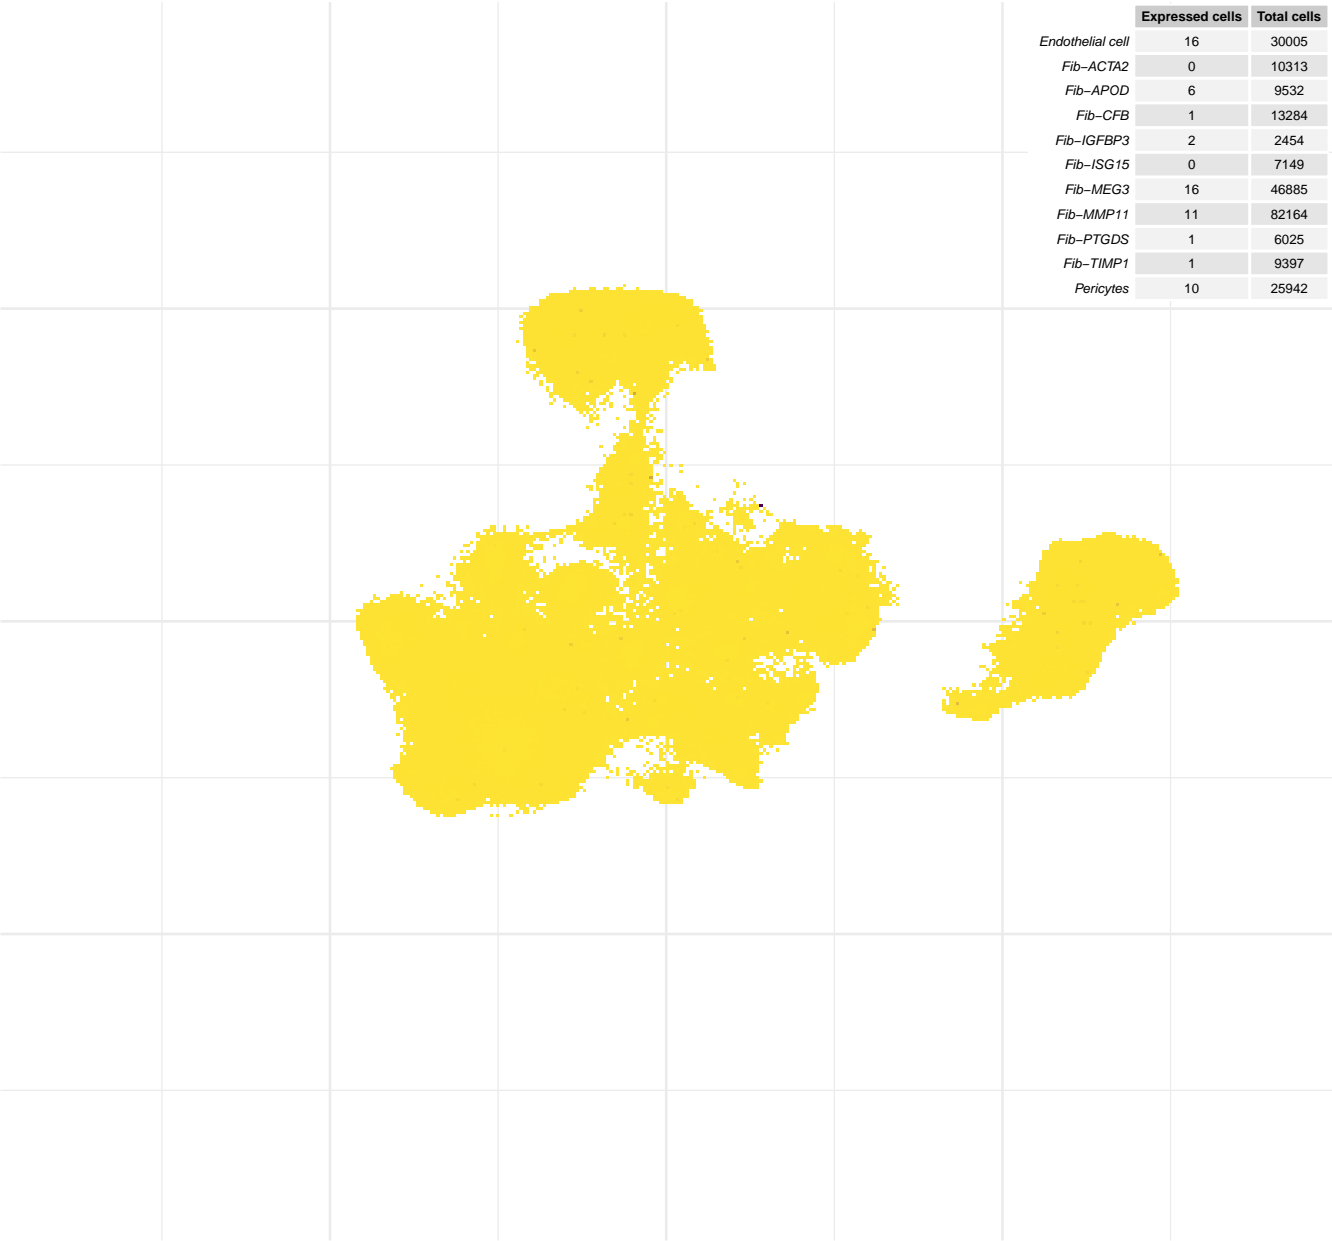 Expressed cells Total cells
Endothelial cell 16 30005
Fib−ACTA2 0 10313
Fib−APOD 6 9532
Fib−CFB 1 13284
Fib−IGFBP3 2 2454
Fib−ISG15 0 7149
Fib−MEG3 16 46885
Fib−MMP11 11 82164
Fib−PTGDS 1 6025
Fib−TIMP1 1 9397
Pericytes 10 25942